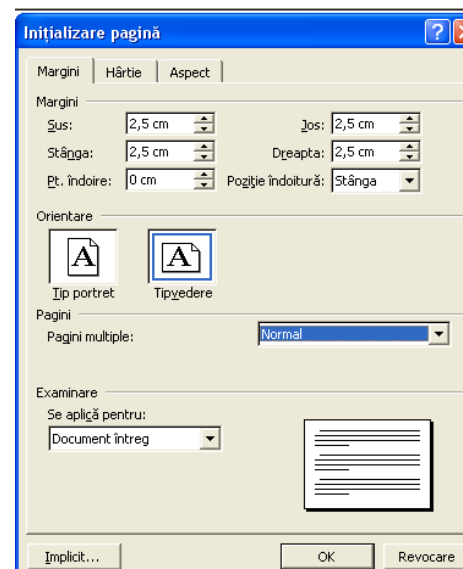 Inițializare pagină
Margini Hârtie Aspect
Margini
Sus: 2,5 cm Jos: 2,5 cm
Stânga: 2,5 cm Dreapta: 2,5 cm
Pt. îndoire: 0 cm Poziție îndoitură: Stânga
Orientare
Tip portret Tip vedere
Pagini
Pagini multiple: Normal
Examinare
Se aplică pentru:
Document întreg
Implicit... OK Revocare